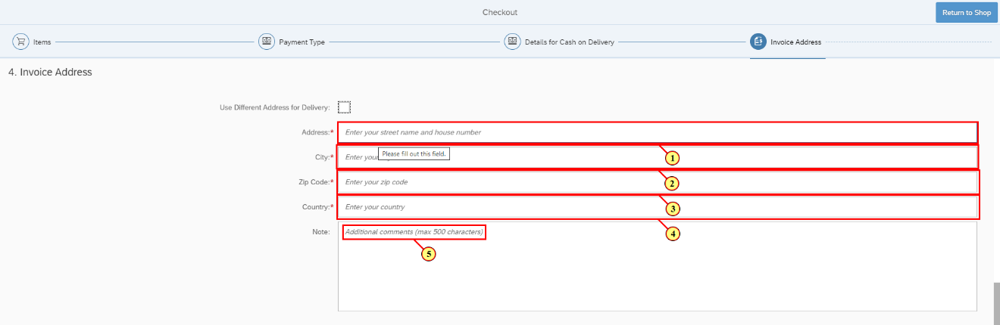 Checkout
Return to Shop
Items
Payment Type
Details for Cash on Delivery
Invoice Address
4. Invoice Address
Use Different Address for Delivery:
Address:*
Enter your street name and house number
Please fill out this field.
City:*
Enter your
1
Zip Code:*
Enter your zip code
2
Country:*
Enter your country
3
Note:
Additional comments (max 500 characters)
4
5